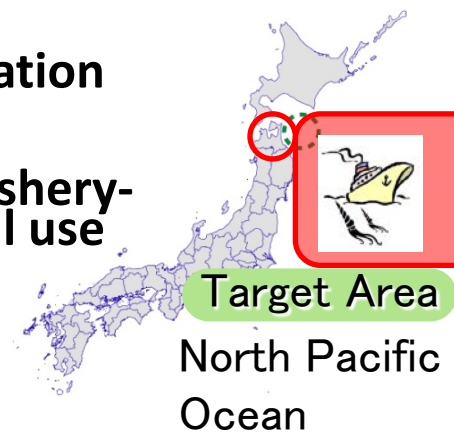 ation
shery-
l use
Target Area
North Pacific
Ocean